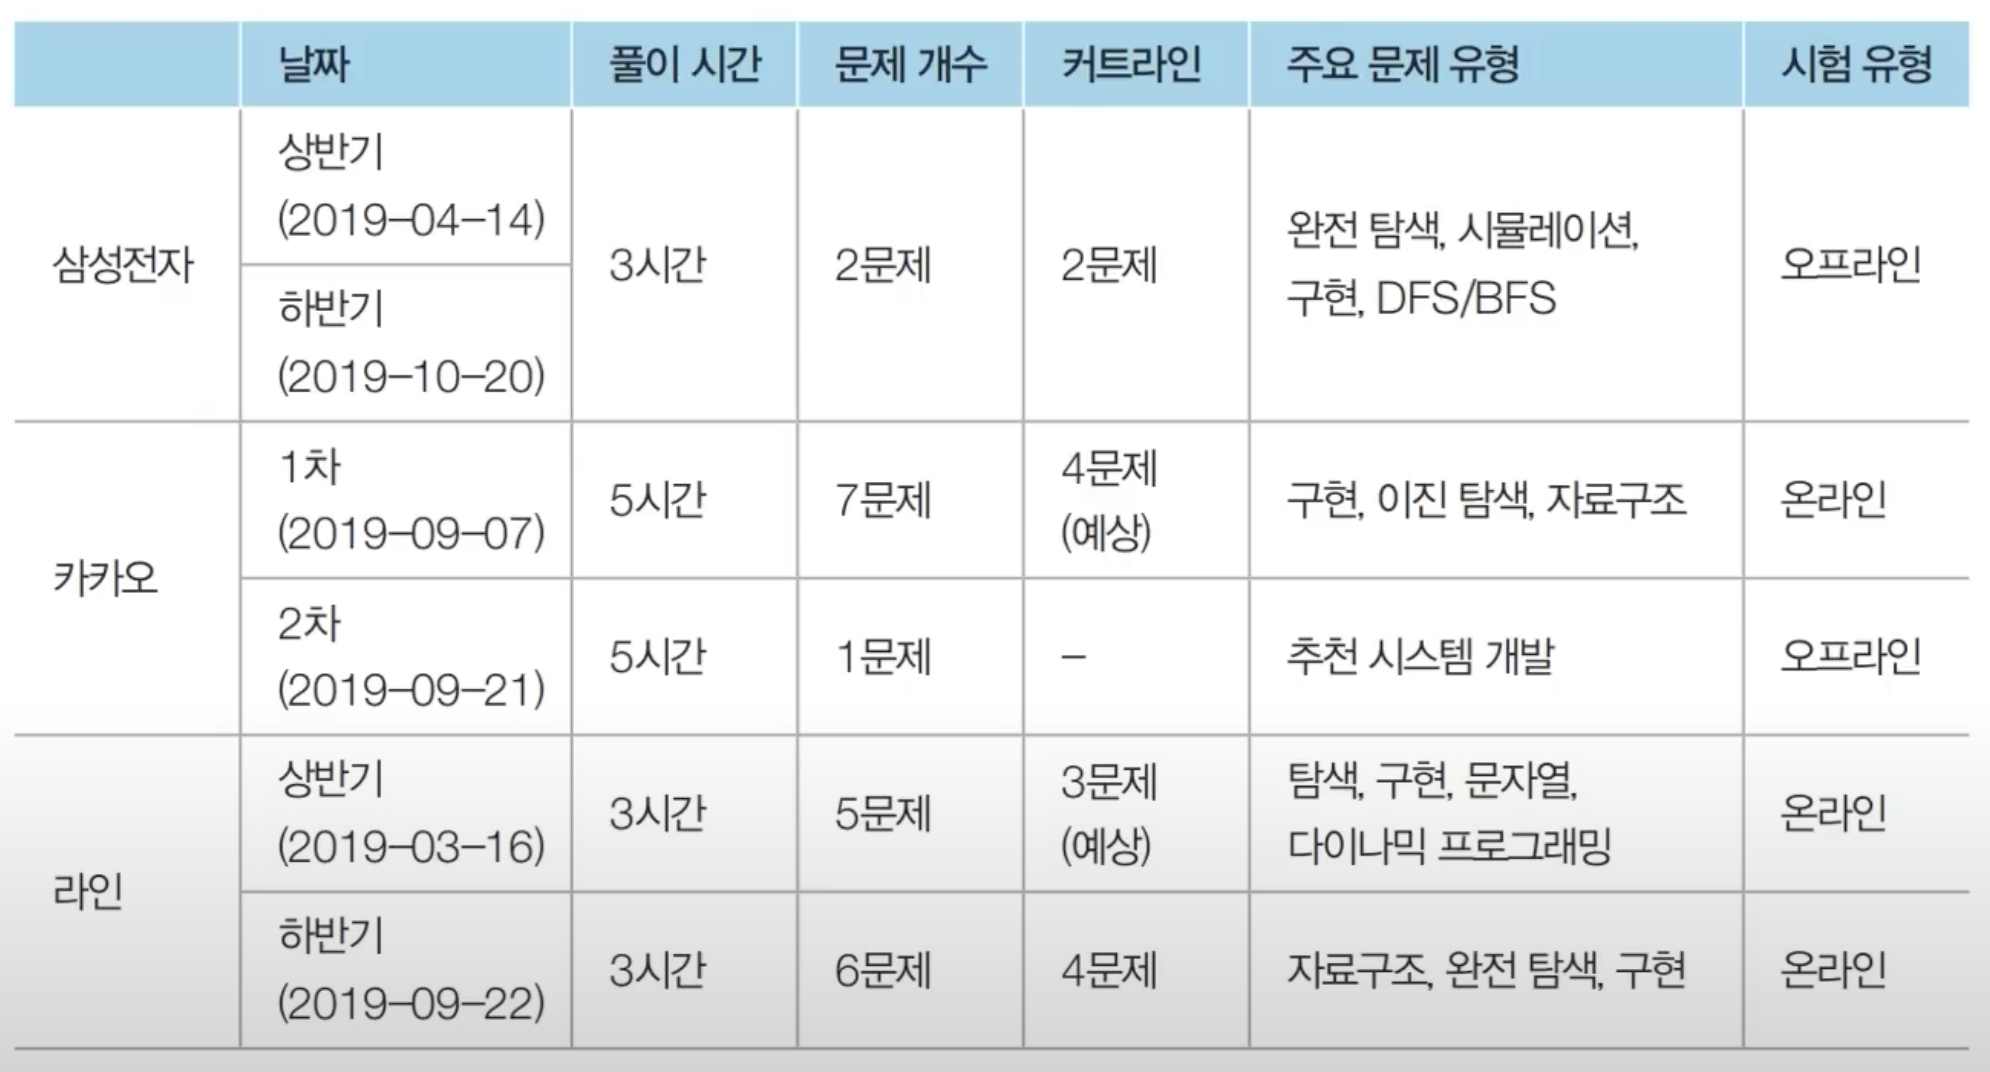 날짜 풀이 시간 문제 개수 커트라인 주요 문제 유형 시험 유형
삼성전자
상반기
(2019-04-14)
하반기
(2019-10-20)
3시간
2문제
2문제
완전 탐색, 시뮬레이션,
구현, DFS/BFS
오프라인
카카오
1차
(2019-09-07)
5시간
7문제
4문제
(예상)
구현, 이진 탐색, 자료구조
온라인
2차
(2019-09-21)
5시간
1문제
–
추천 시스템 개발
오프라인
라인
상반기
(2019-03-16)
3시간
5문제
3문제
(예상)
탐색, 구현, 문자열,
다이나믹 프로그래밍
온라인
하반기
(2019-09-22)
3시간
6문제
4문제
자료구조, 완전 탐색, 구현
온라인